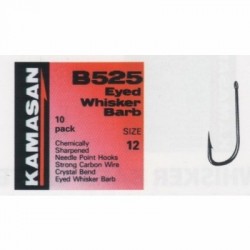 KAMASAN
B525
Eyed
Whisker
Barb
10
pack
SIZE
12
Chemically
Sharpened
Needle Point Hooks
Strong Carbon Wire
Crystal Bend
Eyed Whisker Barb